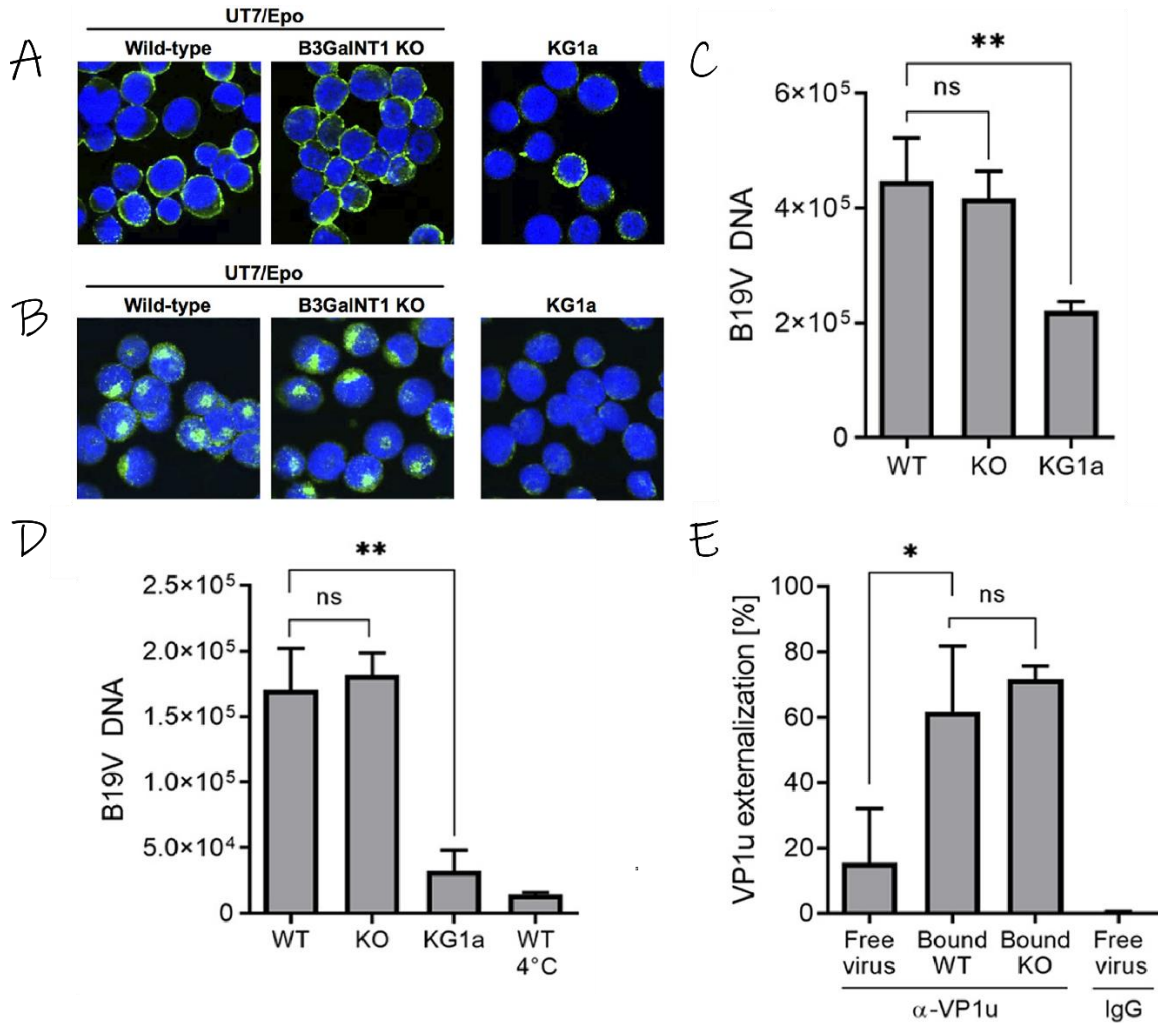 A
UT7/Epo
Wild-type B3GalNT1 KO KG1a
B
UT7/Epo
Wild-type B3GalNT1 KO KG1a
C
**
ns
6×10⁵
4×10⁵
2×10⁵
0
B19V DNA
WT KO KG1a
D
**
ns
2.5×10⁵
2.0×10⁵
1.5×10⁵
1.0×10⁵
5.0×10⁴
0
B19V DNA
WT KO KG1a WT
4°C
E
*
ns
100
80
60
40
20
0
VP1u externalization [%]
Free Bound Bound Free
virus WT KO virus
α-VP1u IgG